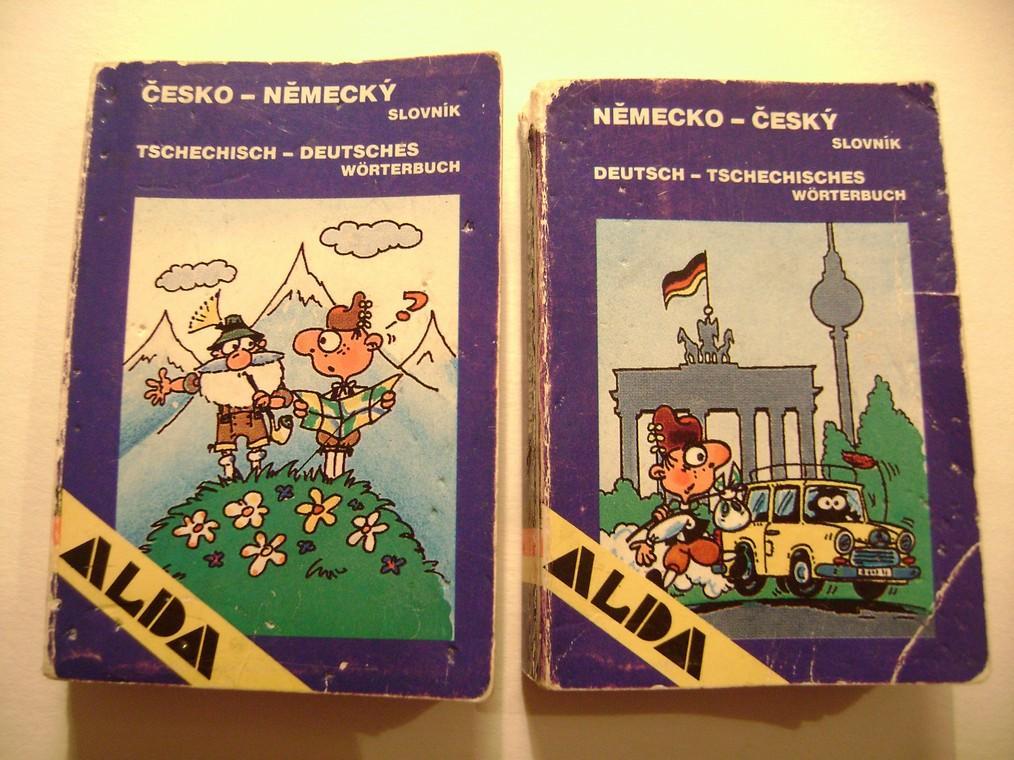 ČESKO – NĚMECKÝ
SLOVNÍK
TSCHECHISCH – DEUTSCHES
WÖRTERBUCH
?
ALDA
NĚMECKO – ČESKÝ
SLOVNÍK
DEUTSCH – TSCHECHISCHES
WÖRTERBUCH
ALDA